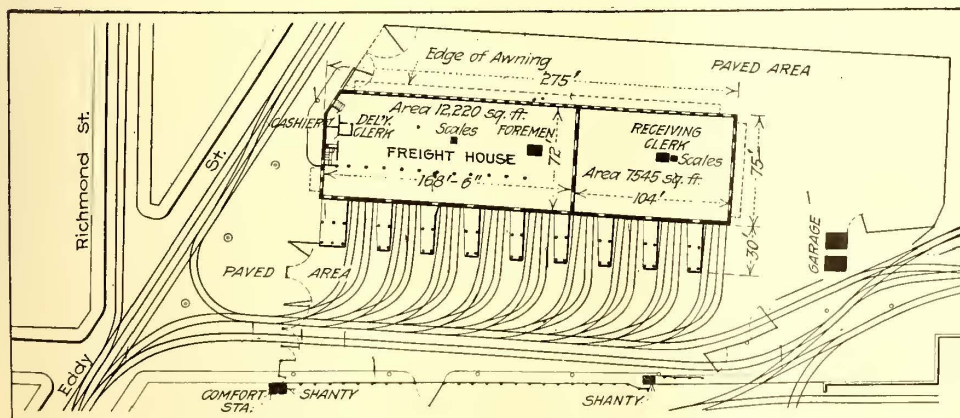 Edge of Awning
275'
PAVED AREA
Richmond St.
Eddy St.
CASHIER
DEL'Y. CLERK
Area 12,220 sq. ft.
Scales
FOREMEN
FREIGHT HOUSE
168'-6"
72'
RECEIVING CLERK
Scales
Area 7545 sq. ft.
104'
75'
30'
GARAGE
PAVED AREA
COMFORT STA.
SHANTY
SHANTY